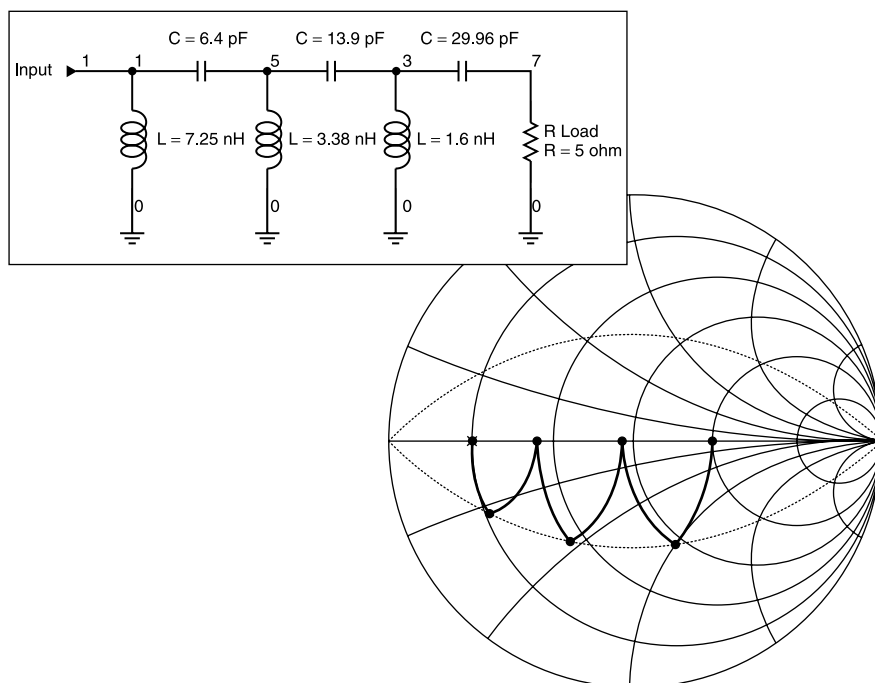 C = 6.4 pF C = 13.9 pF C = 29.96 pF
Input 1 1 5 3 7
L = 7.25 nH L = 3.38 nH L = 1.6 nH R Load
R = 5 ohm
0 0 0 0